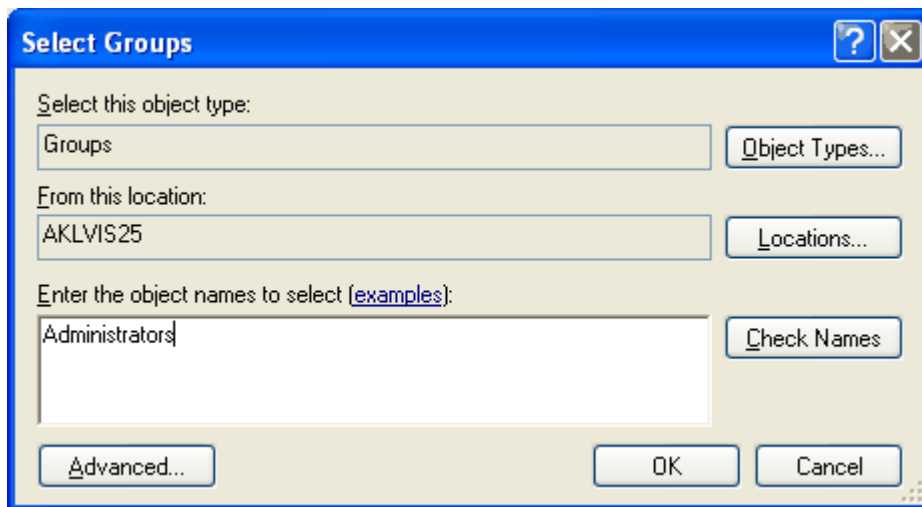 Select Groups
Select this object type:
Groups
Object Types...
From this location:
AKLVIS25
Locations...
Enter the object names to select (examples):
Administrators
Check Names
Advanced...
OK
Cancel